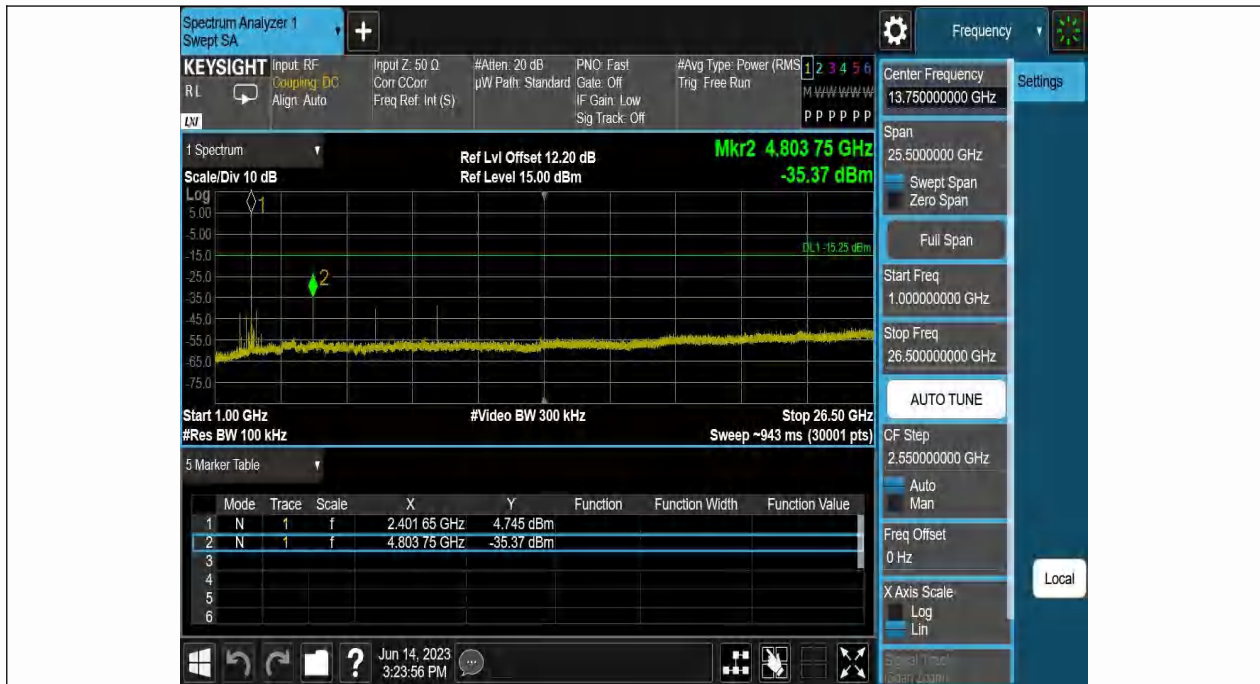 Spectrum Analyzer 1
Swept SA
+
Frequency
KEYSIGHT
RL
LXI
Input: RF
Coupling: DC
Align: Auto
Input Z: 50 Ω
Corr CCorr
Freq Ref: Int (S)
#Atten: 20 dB
µW Path: Standard
PNO: Fast
Gate: Off
IF Gain: Low
Sig Track: Off
#Avg Type: Power (RMS
Trig: Free Run
1 2 3 4 5 6
M W W W W W
P P P P P P
1 Spectrum
Scale/Div 10 dB
Ref Lvl Offset 12.20 dB
Ref Level 15.00 dBm
Mkr2 4.803 75 GHz
-35.37 dBm
Log
5.00
-5.00
-15.0
-25.0
-35.0
-45.0
-55.0
-65.0
-75.0
1
2
DL1 -15.25 dBm
Start 1.00 GHz
#Res BW 100 kHz
#Video BW 300 kHz
Stop 26.50 GHz
Sweep ~943 ms (30001 pts)
5 Marker Table
Mode Trace Scale X Y Function Function Width Function Value
1 N 1 f 2.401 65 GHz 4.745 dBm
2 N 1 f 4.803 75 GHz -35.37 dBm
3
4
5
6
?
Jun 14, 2023
3:23:56 PM
Center Frequency
13.750000000 GHz
Settings
Span
25.5000000 GHz
Swept Span
Zero Span
Full Span
Start Freq
1.000000000 GHz
Stop Freq
26.500000000 GHz
AUTO TUNE
CF Step
2.550000000 GHz
Auto
Man
Freq Offset
0 Hz
Local
X Axis Scale
Log
Lin
Signal Track
(Span Zoom)